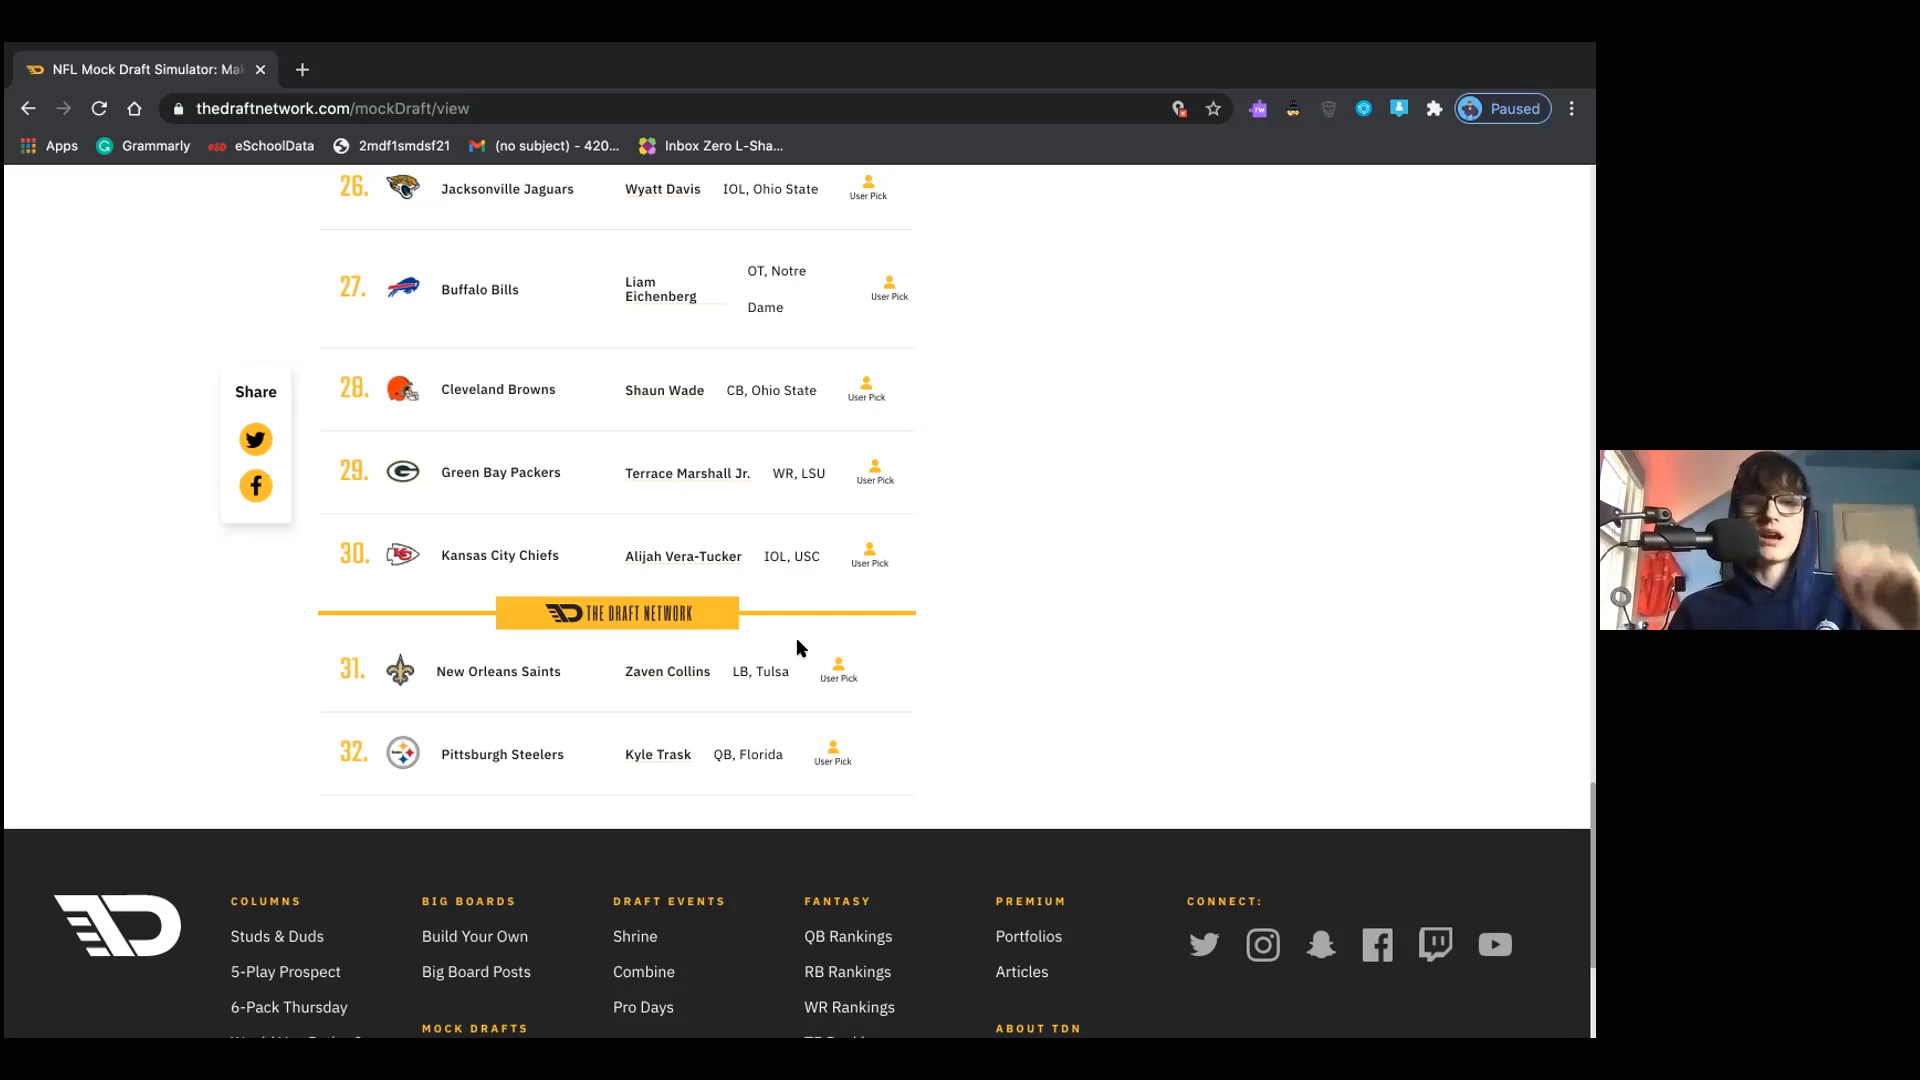 NFL Mock Draft Simulator: Mak
thedraftnetwork.com/mockDraft/view
Paused
Apps
Grammarly
eSchoolData
2mdf1smdsf21
(no subject) - 420...
Inbox Zero L-Sha...
26. Jacksonville Jaguars Wyatt Davis IOL, Ohio State User Pick
27. Buffalo Bills Liam Eichenberg OT, Notre Dame User Pick
Share
28. Cleveland Browns Shaun Wade CB, Ohio State User Pick
29. Green Bay Packers Terrace Marshall Jr. WR, LSU User Pick
30. Kansas City Chiefs Alijah Vera-Tucker IOL, USC User Pick
THE DRAFT NETWORK
31. New Orleans Saints Zaven Collins LB, Tulsa User Pick
32. Pittsburgh Steelers Kyle Trask QB, Florida User Pick
COLUMNS
Studs & Duds
5-Play Prospect
6-Pack Thursday
BIG BOARDS
Build Your Own
Big Board Posts
MOCK DRAFTS
DRAFT EVENTS
Shrine
Combine
Pro Days
FANTASY
QB Rankings
RB Rankings
WR Rankings
PREMIUM
Portfolios
Articles
ABOUT TDN
CONNECT: